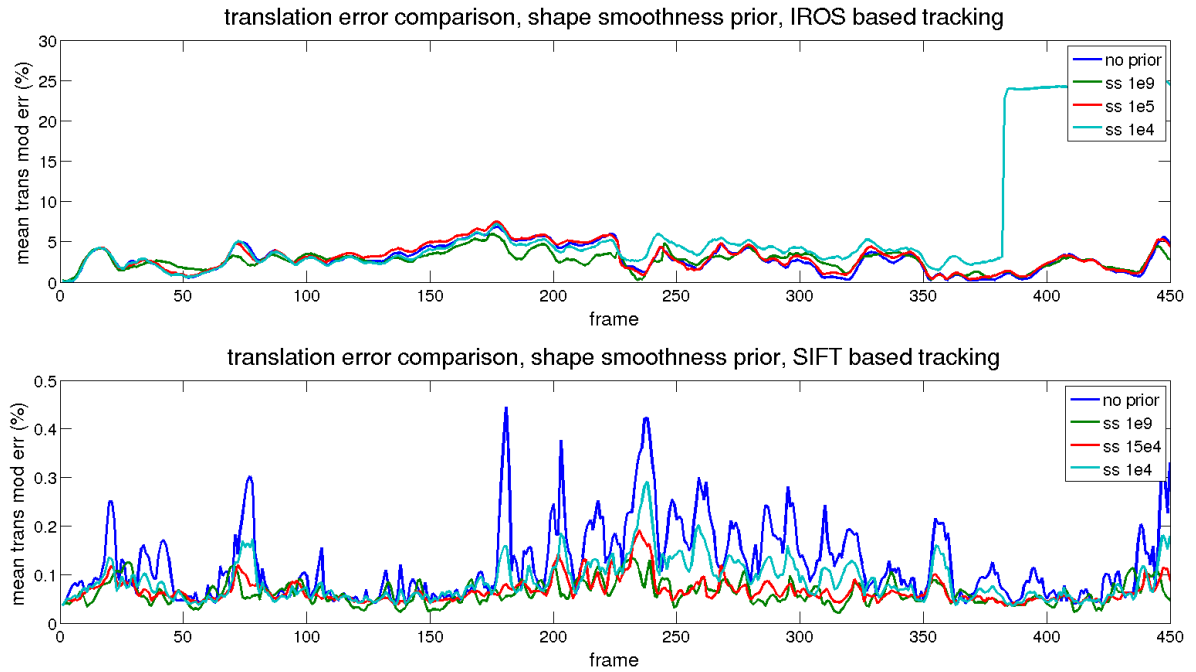 translation error comparison, shape smoothness prior, IROS based tracking
mean trans mod err (%)
30
25
20
15
10
5
0
no prior
ss 1e9
ss 1e5
ss 1e4
0 50 100 150 200 250 300 350 400 450
frame
translation error comparison, shape smoothness prior, SIFT based tracking
mean trans mod err (%)
0.5
0.4
0.3
0.2
0.1
0
no prior
ss 1e9
ss 15e4
ss 1e4
0 50 100 150 200 250 300 350 400 450
frame